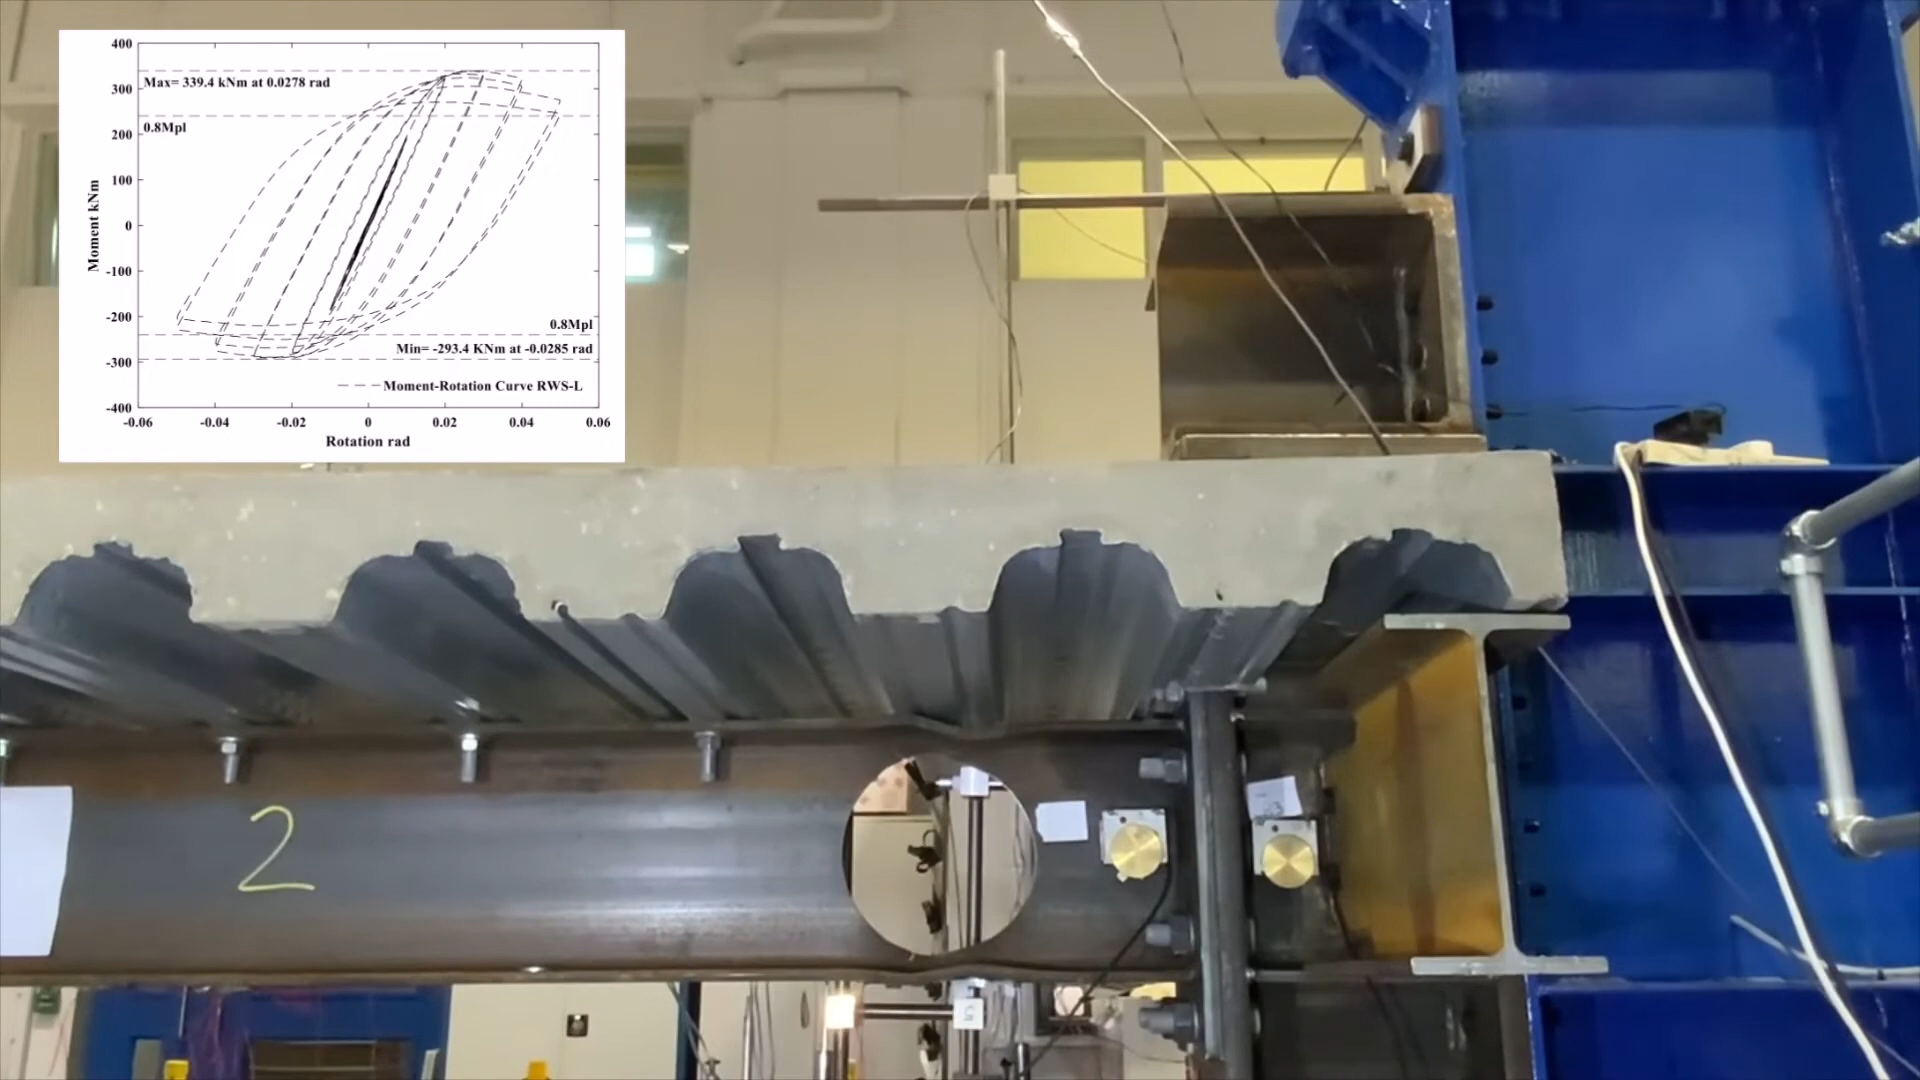 400
Max= 339.4 kNm at 0.0278 rad
300
0.8Mpl
200
100
Moment kNm
0
-100
-200
0.8Mpl
-300
Min= -293.4 KNm at -0.0285 rad
Moment-Rotation Curve RWS-L
-400
-0.06 -0.04 -0.02 0 0.02 0.04 0.06
Rotation rad
2